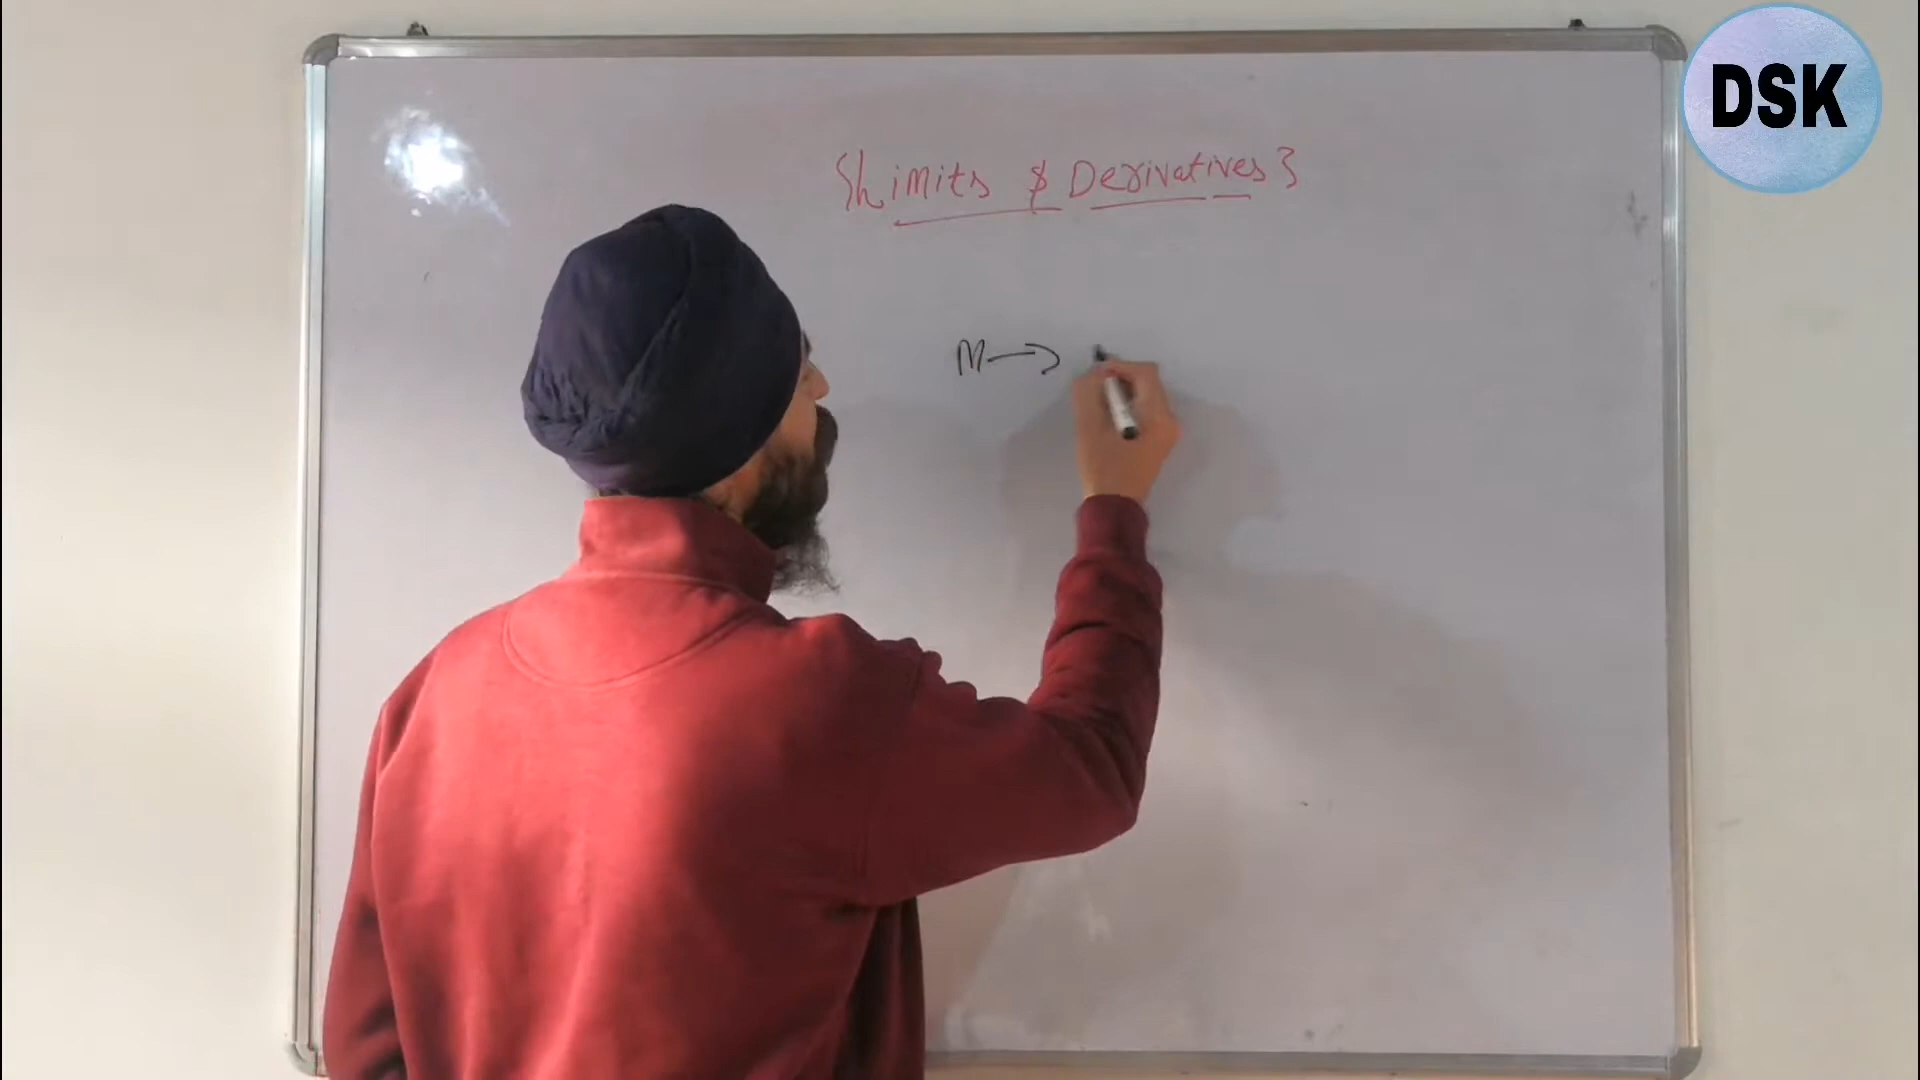 DSK
{Limits & Derivatives}
M →